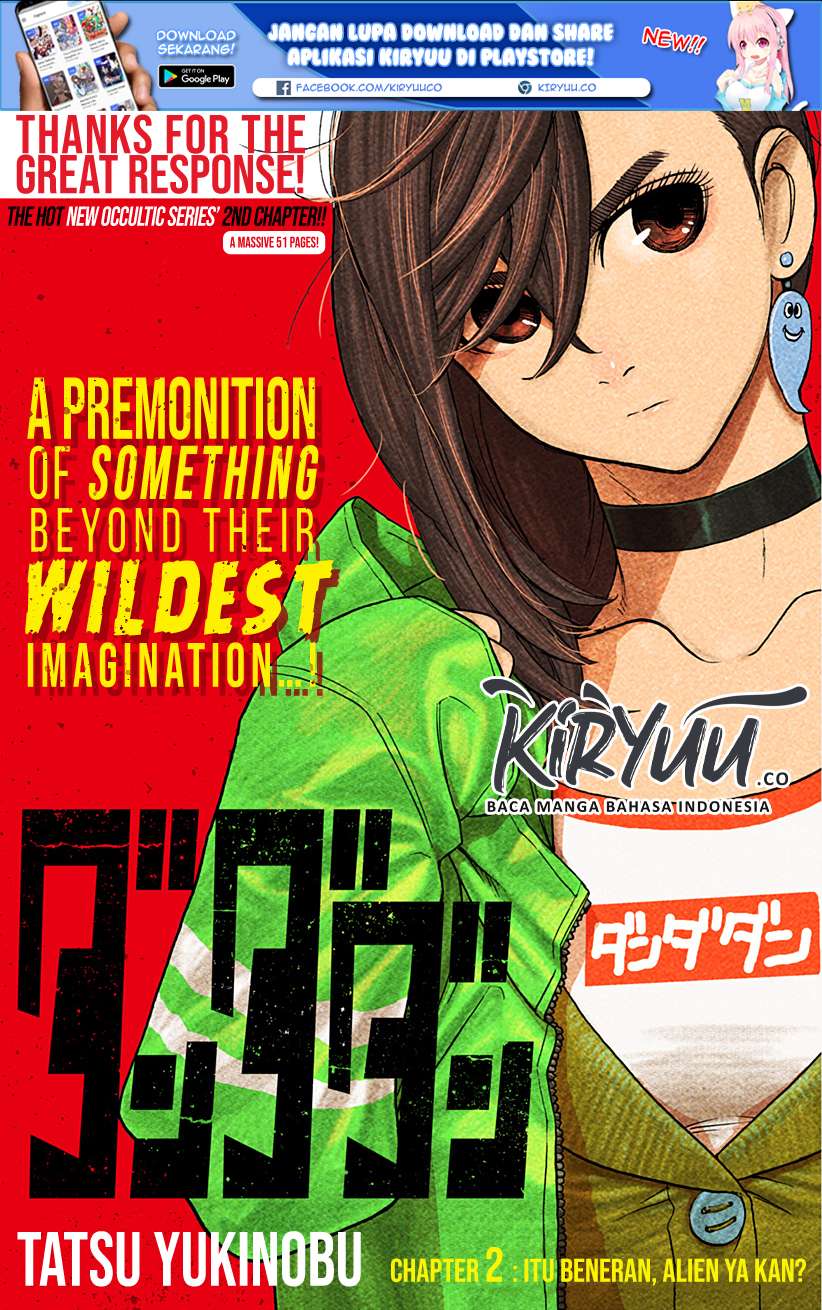 DOWNLOAD
SEKARANG!
GET IT ON
Google Play
JANGAN LUPA DOWNLOAD DAN SHARE
APLIKASI KIRYUU DI PLAYSTORE!
FACEBOOK.COM/KIRYUUCO
KIRYUU.CO
NEW!!
THANKS FOR THE
GREAT RESPONSE!
THE HOT NEW OCCULTIC SERIES' 2ND CHAPTER!!
A MASSIVE 51 PAGES!
A PREMONITION
OF SOMETHING
BEYOND THEIR
WILDEST
IMAGINATION...!
KIRYUU.CO
BACA MANGA BAHASA INDONESIA
ダンダダン
ダンダダン
TATSU YUKINOBU
CHAPTER 2 : ITU BENERAN, ALIEN YA KAN?